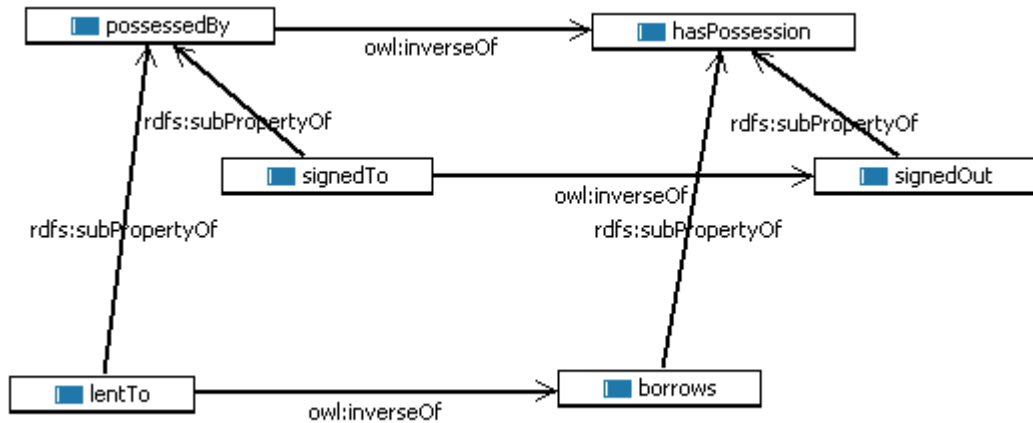 possessedBy
hasPossession
owl:inverseOf
rdfs:subPropertyOf
rdfs:subPropertyOf
signedTo
signedOut
owl:inverseOf
rdfs:subPropertyOf
rdfs:subPropertyOf
lentTo
borrows
owl:inverseOf